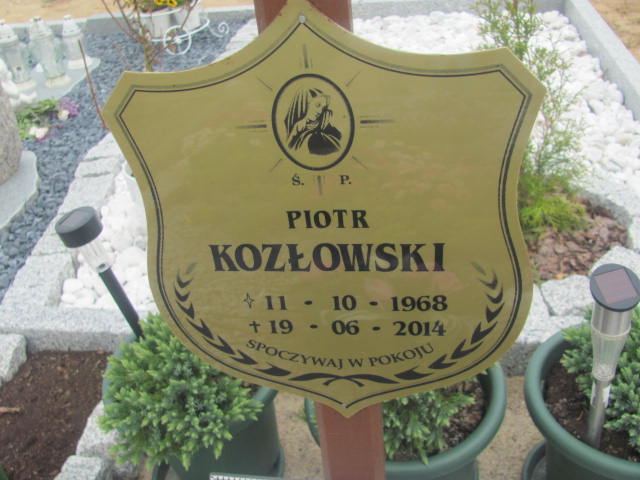 Ś. P.
PIOTR
KOZŁOWSKI
11 - 10 - 1968
19 - 06 - 2014
SPOCZYWAJ W POKOJU